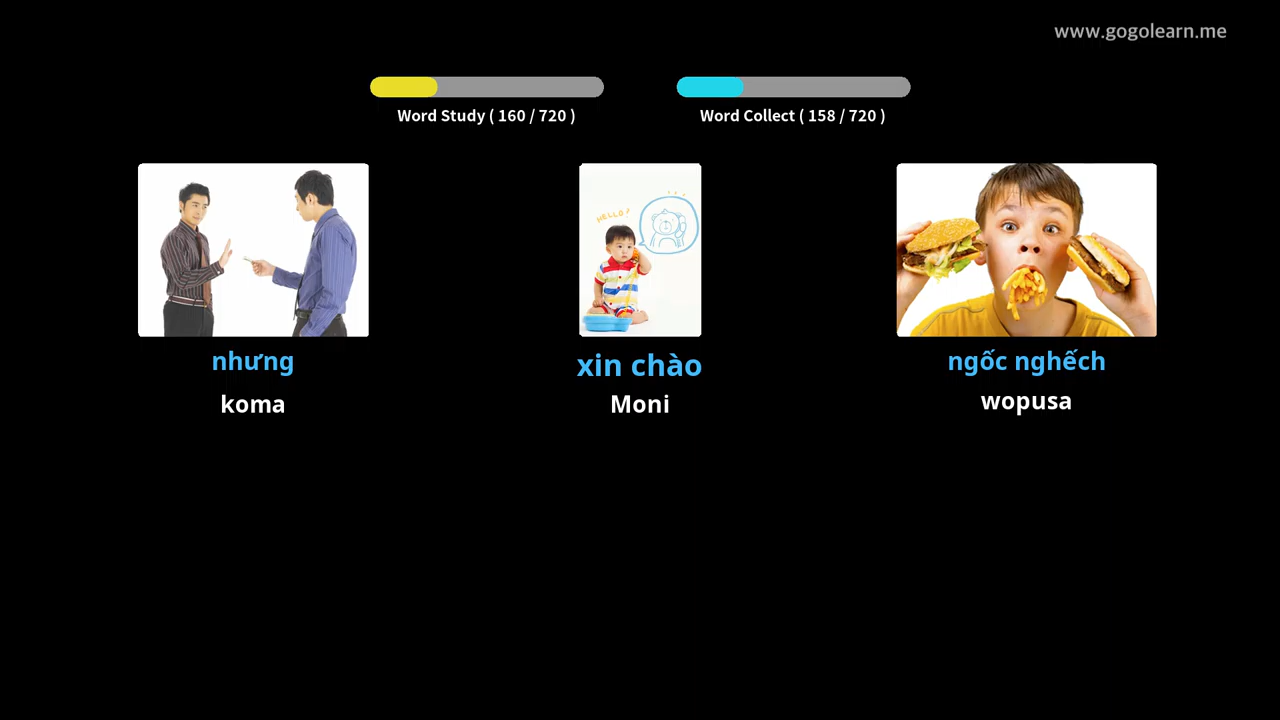 www.gogolearn.me
Word Study ( 160 / 720 )
Word Collect ( 158 / 720 )
HELLO?
nhưng
xin chào
ngốc nghếch
koma
Moni
wopusa